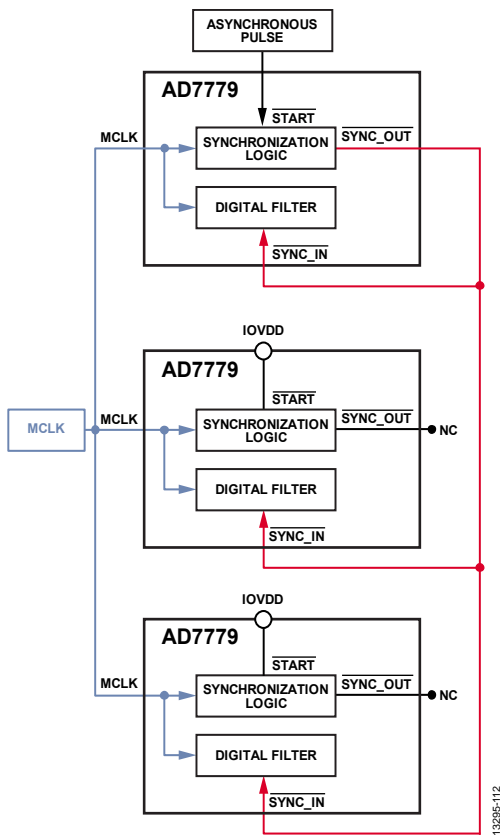 ASYNCHRONOUS
PULSE
AD7779
START
MCLK
SYNCHRONIZATION
LOGIC
SYNC_OUT
DIGITAL FILTER
SYNC_IN
IOVDD
AD7779
START
MCLK
MCLK
SYNCHRONIZATION
LOGIC
SYNC_OUT
NC
DIGITAL FILTER
SYNC_IN
IOVDD
AD7779
START
MCLK
SYNCHRONIZATION
LOGIC
SYNC_OUT
NC
DIGITAL FILTER
SYNC_IN
13295-112